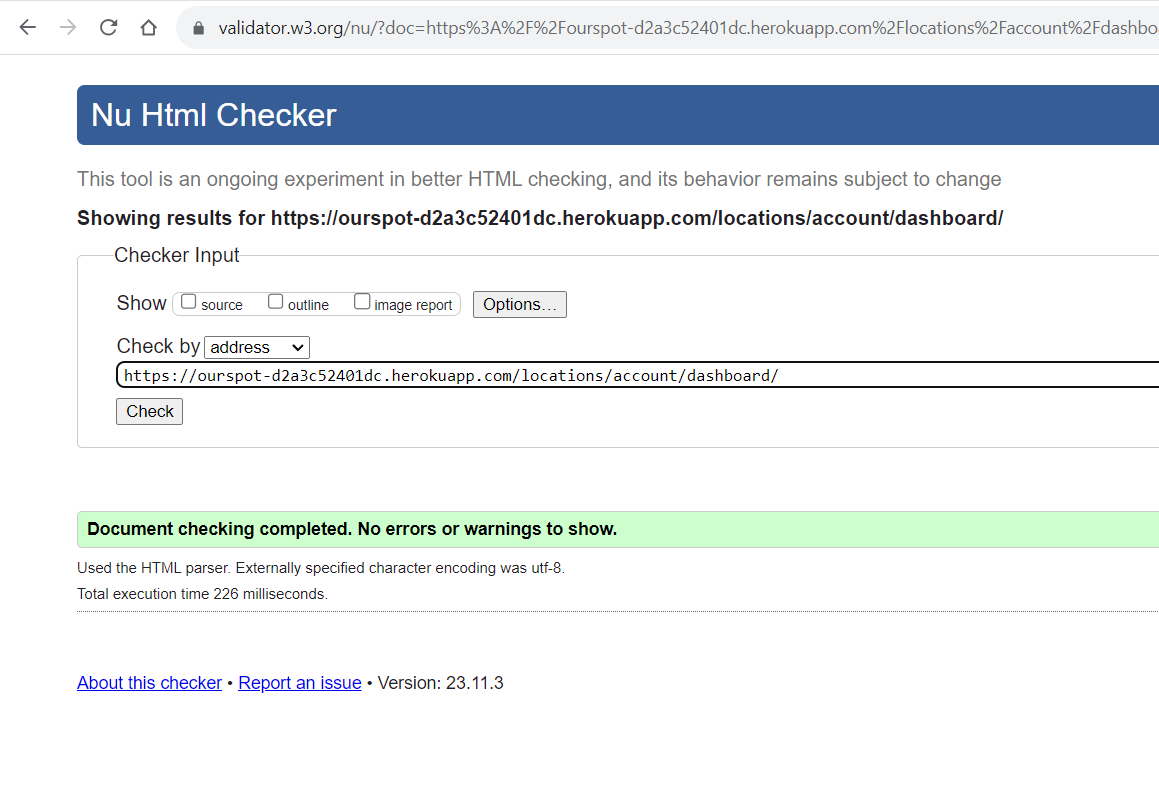 validator.w3.org/nu/?doc=https%3A%2F%2Fourspot-d2a3c52401dc.herokuapp.com%2Flocations%2Faccount%2Fdashbo
Nu Html Checker
This tool is an ongoing experiment in better HTML checking, and its behavior remains subject to change
Showing results for https://ourspot-d2a3c52401dc.herokuapp.com/locations/account/dashboard/
Checker Input
Show source outline image report Options…
Check by address
https://ourspot-d2a3c52401dc.herokuapp.com/locations/account/dashboard/
Check
Document checking completed. No errors or warnings to show.
Used the HTML parser. Externally specified character encoding was utf-8.
Total execution time 226 milliseconds.
About this checker • Report an issue • Version: 23.11.3